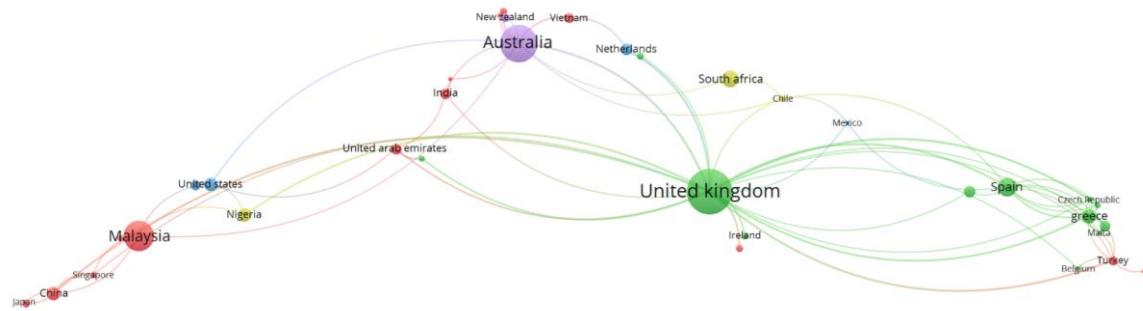 New zealand
Vietnam
Australia
Netherlands
South africa
India
Chile
Mexico
United arab emirates
United states
United kingdom
Spain
Czech Republic
Nigeria
greece
Malta
Malaysia
Ireland
Turkey
Belgium
Singapore
China
Japan